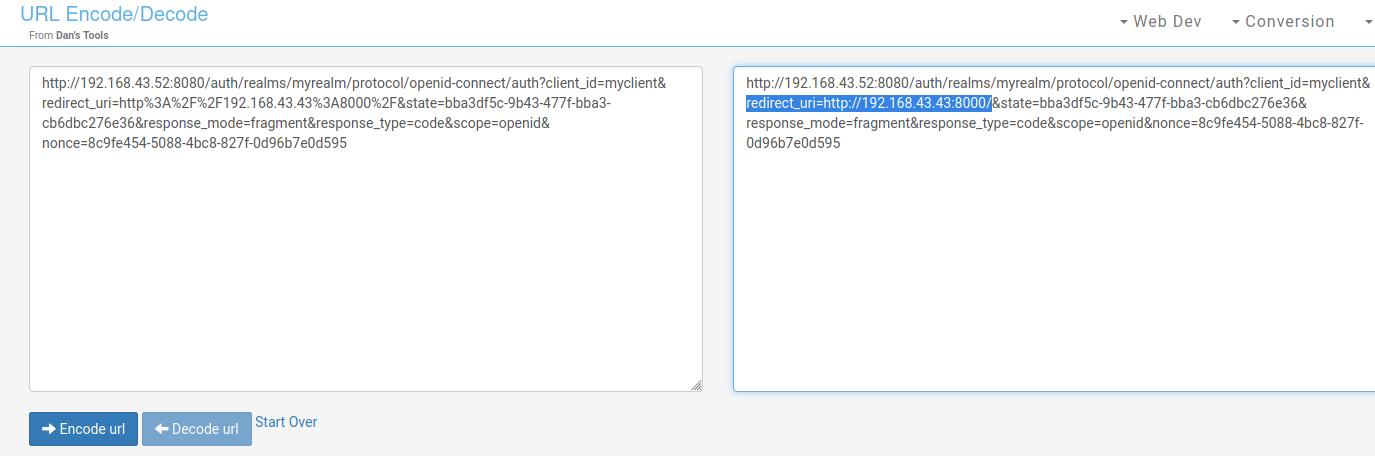 URL Encode/Decode
From Dan's Tools
Web Dev
Conversion
http://192.168.43.52:8080/auth/realms/myrealm/protocol/openid-connect/auth?client_id=myclient&
redirect_uri=http%3A%2F%2F192.168.43.43%3A8000%2F&state=bba3df5c-9b43-477f-bba3-
cb6dbc276e36&response_mode=fragment&response_type=code&scope=openid&
nonce=8c9fe454-5088-4bc8-827f-0d96b7e0d595
http://192.168.43.52:8080/auth/realms/myrealm/protocol/openid-connect/auth?client_id=myclient&
redirect_uri=http://192.168.43.43:8000/&state=bba3df5c-9b43-477f-bba3-cb6dbc276e36&
response_mode=fragment&response_type=code&scope=openid&nonce=8c9fe454-5088-4bc8-827f-
0d96b7e0d595
Encode url
Decode url
Start Over